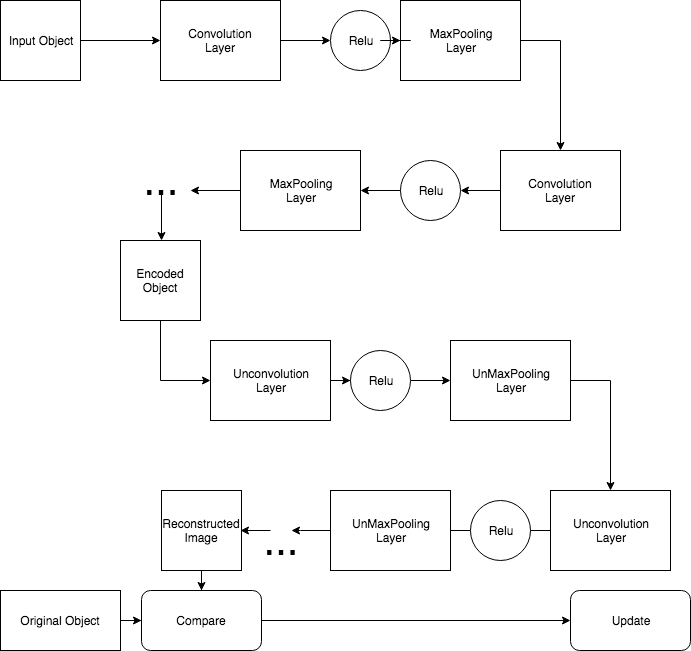 Input Object
Convolution
Layer
Relu
MaxPooling
Layer
...
MaxPooling
Layer
Relu
Convolution
Layer
Encoded
Object
Unconvolution
Layer
Relu
UnMaxPooling
Layer
Reconstructed
Image
...
UnMaxPooling
Layer
Relu
Unconvolution
Layer
Original Object
Compare
Update